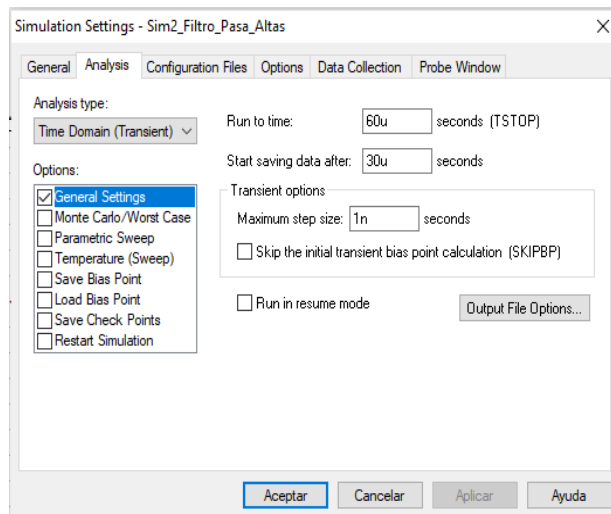 Simulation Settings - Sim2_Filtro_Pasa_Altas
General Analysis Configuration Files Options Data Collection Probe Window
Analysis type:
Time Domain (Transient)
Options:
General Settings
Monte Carlo/Worst Case
Parametric Sweep
Temperature (Sweep)
Save Bias Point
Load Bias Point
Save Check Points
Restart Simulation
Run to time: 60u seconds (TSTOP)
Start saving data after: 30u seconds
Transient options
Maximum step size: 1n seconds
Skip the initial transient bias point calculation (SKIPBP)
Run in resume mode
Output File Options...
Aceptar Cancelar Aplicar Ayuda